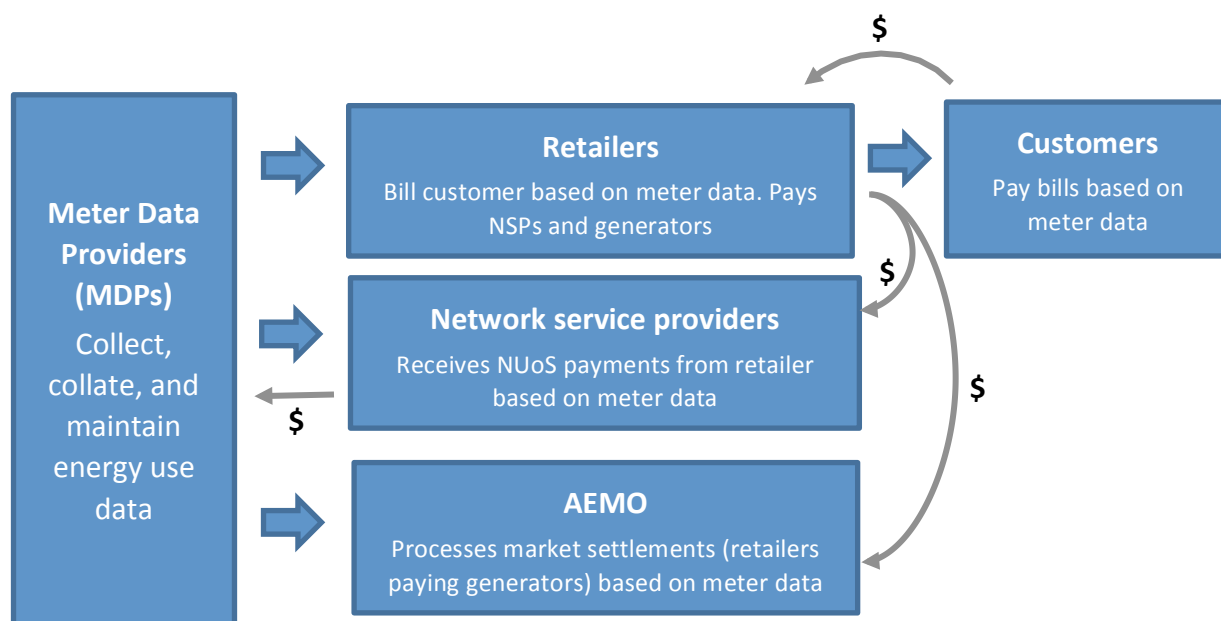 $
Meter Data
Providers
(MDPs)
Collect,
collate, and
maintain
energy use
data
Retailers
Bill customer based on meter data. Pays
NSPs and generators
Customers
Pay bills based on
meter data
$
Network service providers
Receives NUoS payments from retailer
based on meter data
$
$
AEMO
Processes market settlements (retailers
paying generators) based on meter data